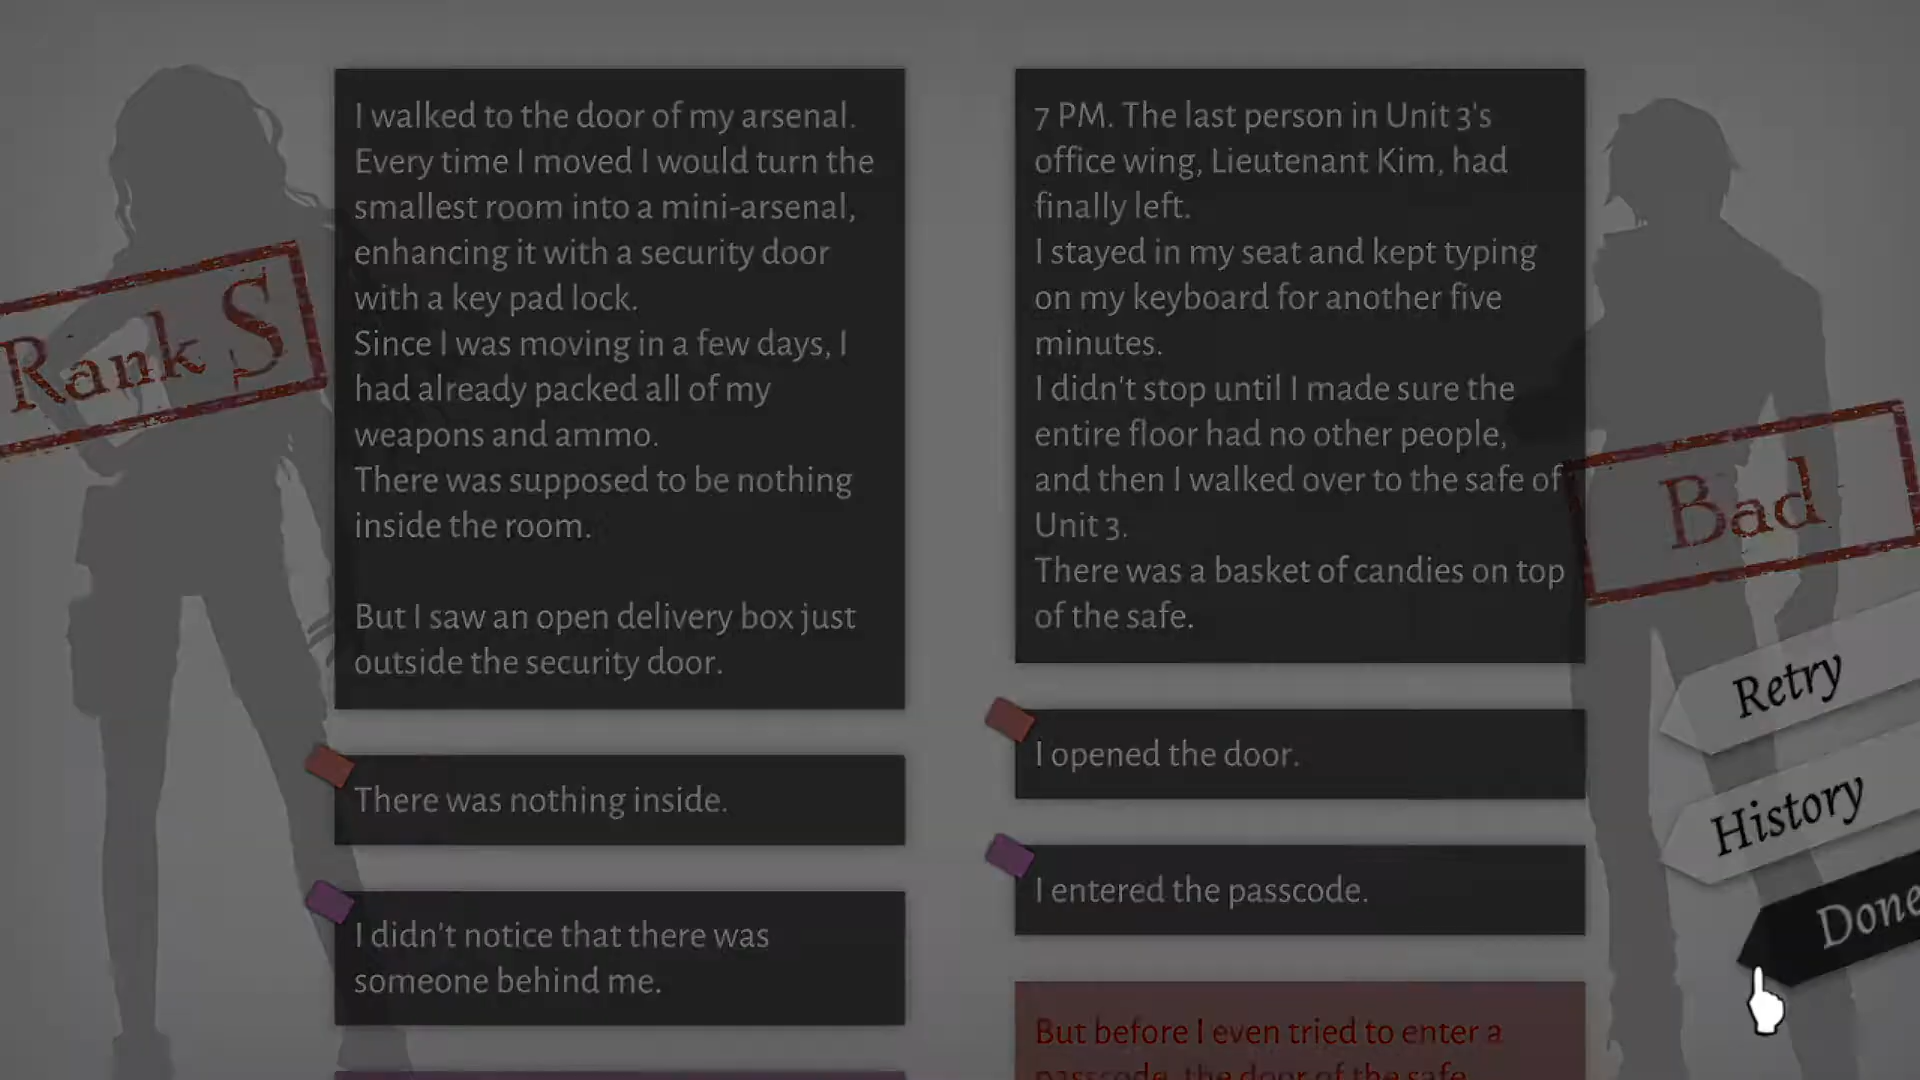 Rank S
I walked to the door of my arsenal.
Every time I moved I would turn the
smallest room into a mini-arsenal,
enhancing it with a security door
with a key pad lock.
Since I was moving in a few days, I
had already packed all of my
weapons and ammo.
There was supposed to be nothing
inside the room.
But I saw an open delivery box just
outside the security door.
There was nothing inside.
I didn't notice that there was
someone behind me.
7 PM. The last person in Unit 3's
office wing, Lieutenant Kim, had
finally left.
I stayed in my seat and kept typing
on my keyboard for another five
minutes.
I didn't stop until I made sure the
entire floor had no other people,
and then I walked over to the safe of
Unit 3.
There was a basket of candies on top
of the safe.
I opened the door.
I entered the passcode.
But before I even tried to enter a
passcode, the door of the safe
Bad
Retry
History
Done